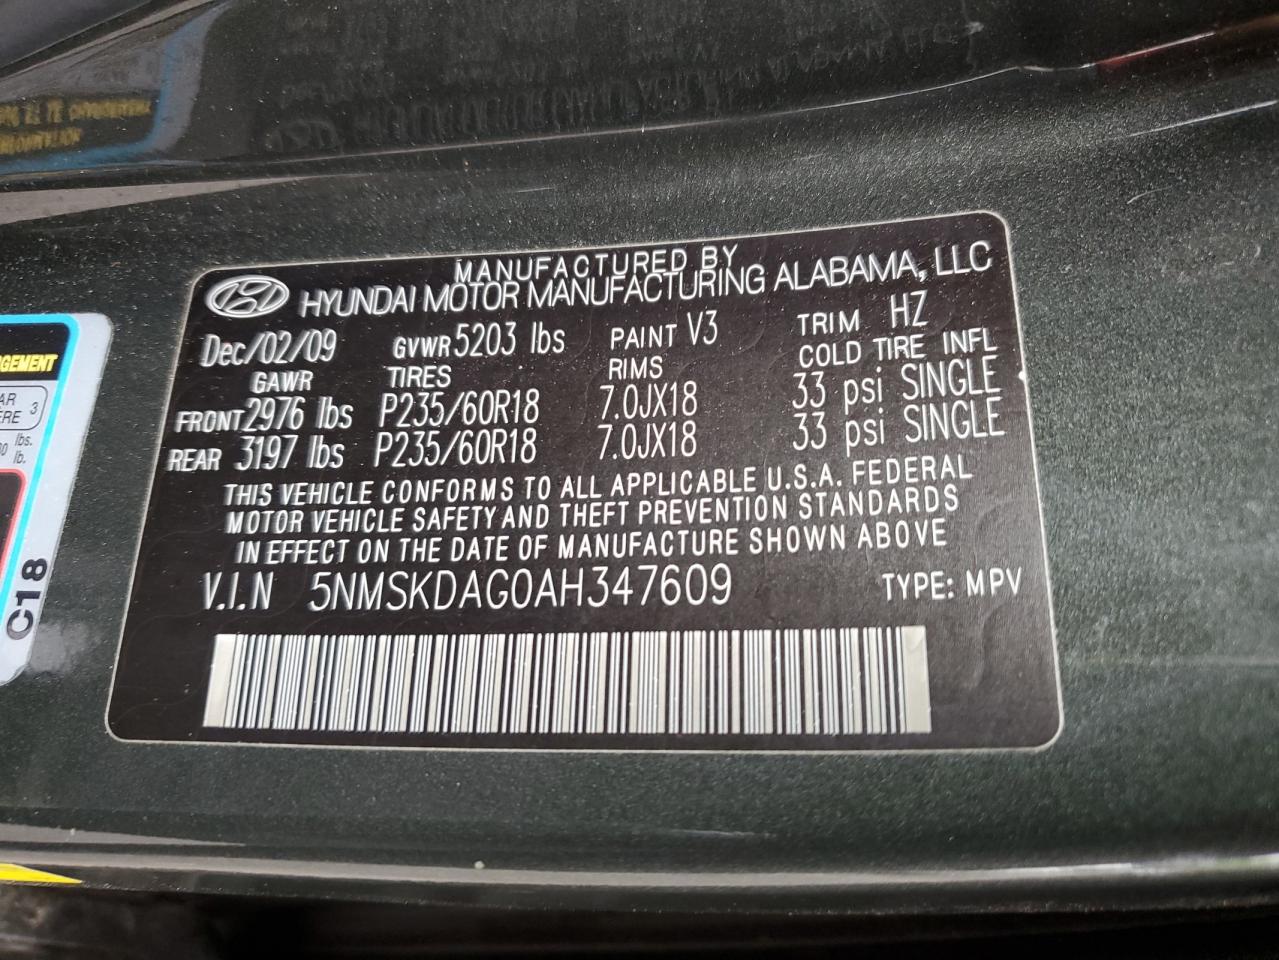 MANUFACTURED BY
HYUNDAI MOTOR MANUFACTURING ALABAMA, LLC
Dec/02/09 GVWR 5203 lbs PAINT V3 TRIM HZ
GAWR TIRES RIMS COLD TIRE INFL
FRONT 2976 lbs P235/60R18 7.0JX18 33 psi SINGLE
REAR 3197 lbs P235/60R18 7.0JX18 33 psi SINGLE
THIS VEHICLE CONFORMS TO ALL APPLICABLE U.S.A. FEDERAL
MOTOR VEHICLE SAFETY AND THEFT PREVENTION STANDARDS
IN EFFECT ON THE DATE OF MANUFACTURE SHOWN ABOVE
V.I.N 5NMSKDAG0AH347609 TYPE: MPV
3
lbs.
lb.
C18